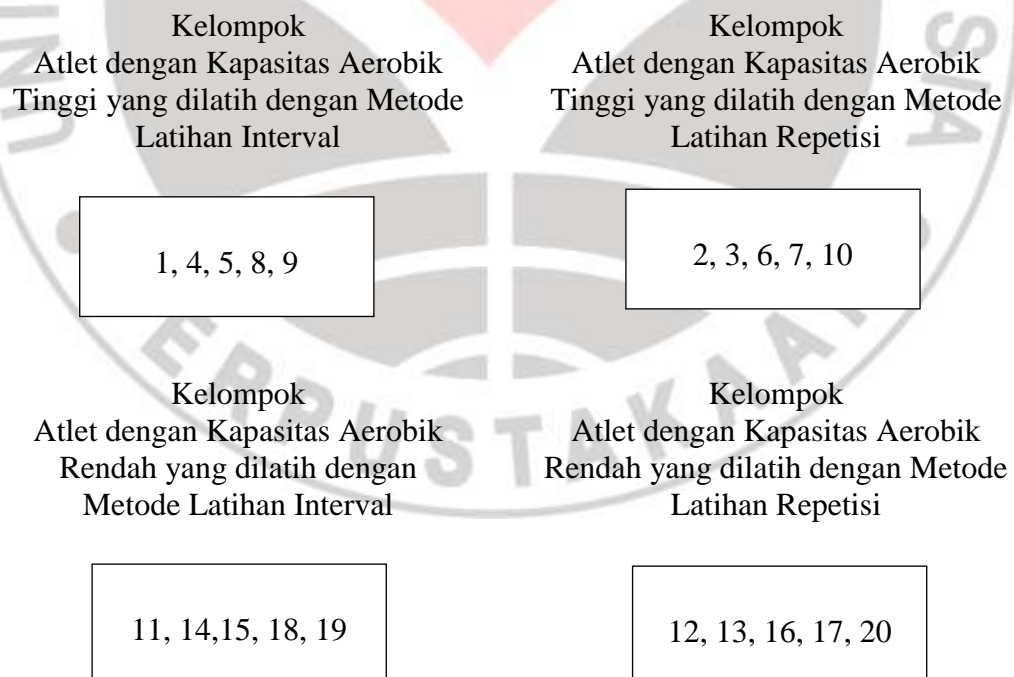 Kelompok
Atlet dengan Kapasitas Aerobik
Tinggi yang dilatih dengan Metode
Latihan Interval
1, 4, 5, 8, 9
Kelompok
Atlet dengan Kapasitas Aerobik
Tinggi yang dilatih dengan Metode
Latihan Repetisi
2, 3, 6, 7, 10
Kelompok
Atlet dengan Kapasitas Aerobik
Rendah yang dilatih dengan
Metode Latihan Interval
11, 14,15, 18, 19
Kelompok
Atlet dengan Kapasitas Aerobik
Rendah yang dilatih dengan Metode
Latihan Repetisi
12, 13, 16, 17, 20
ERPUSTAKAA